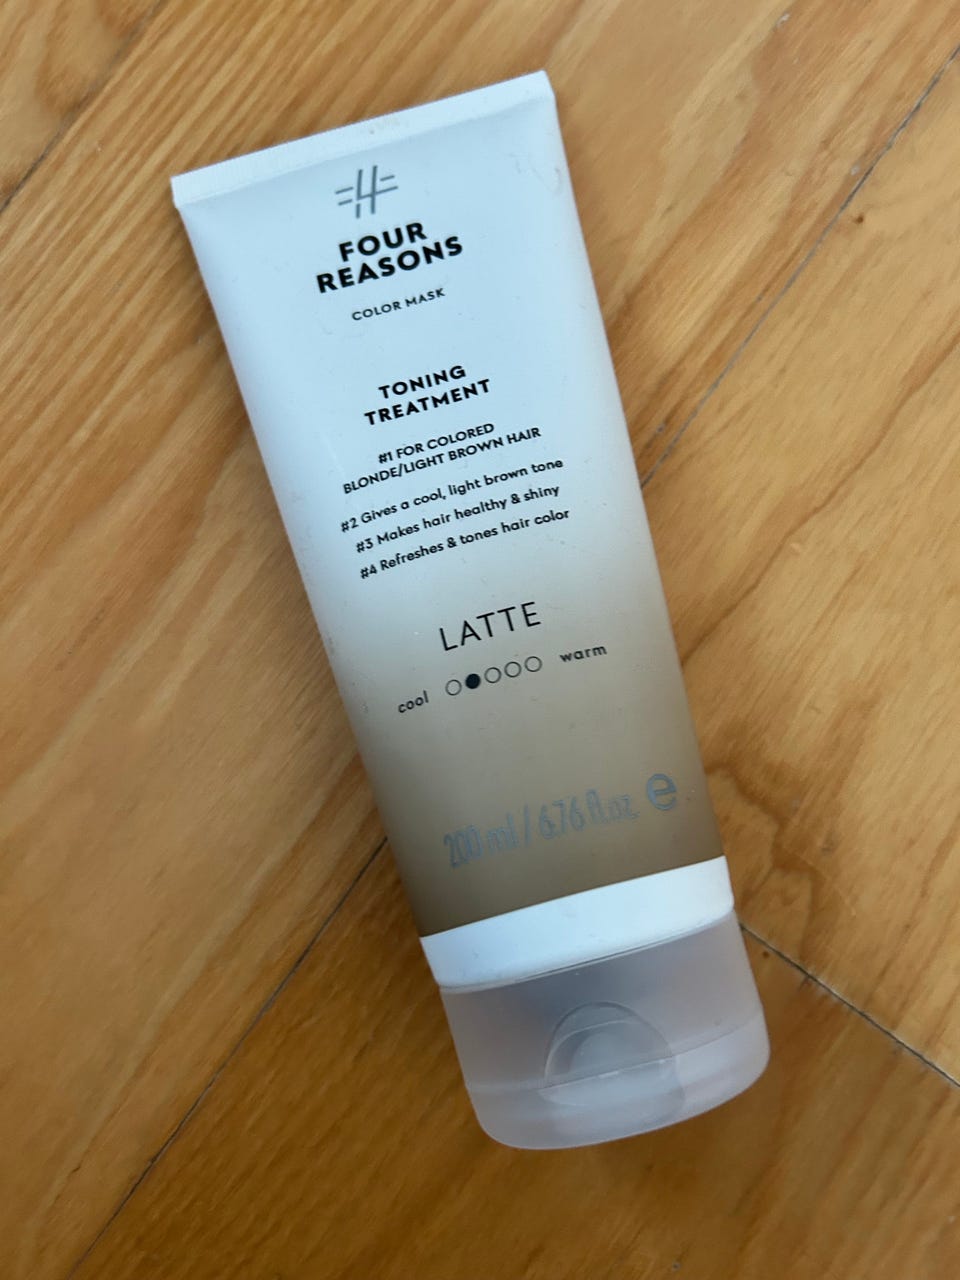 FOUR
REASONS
COLOR MASK
TONING
TREATMENT
#1 FOR COLORED
BLONDE/LIGHT BROWN HAIR
#2 Gives a cool, light brown tone
#3 Makes hair healthy & shiny
#4 Refreshes & tones hair color
LATTE
cool ○●○○○ warm
200 ml / 6.76 fl.oz ℮